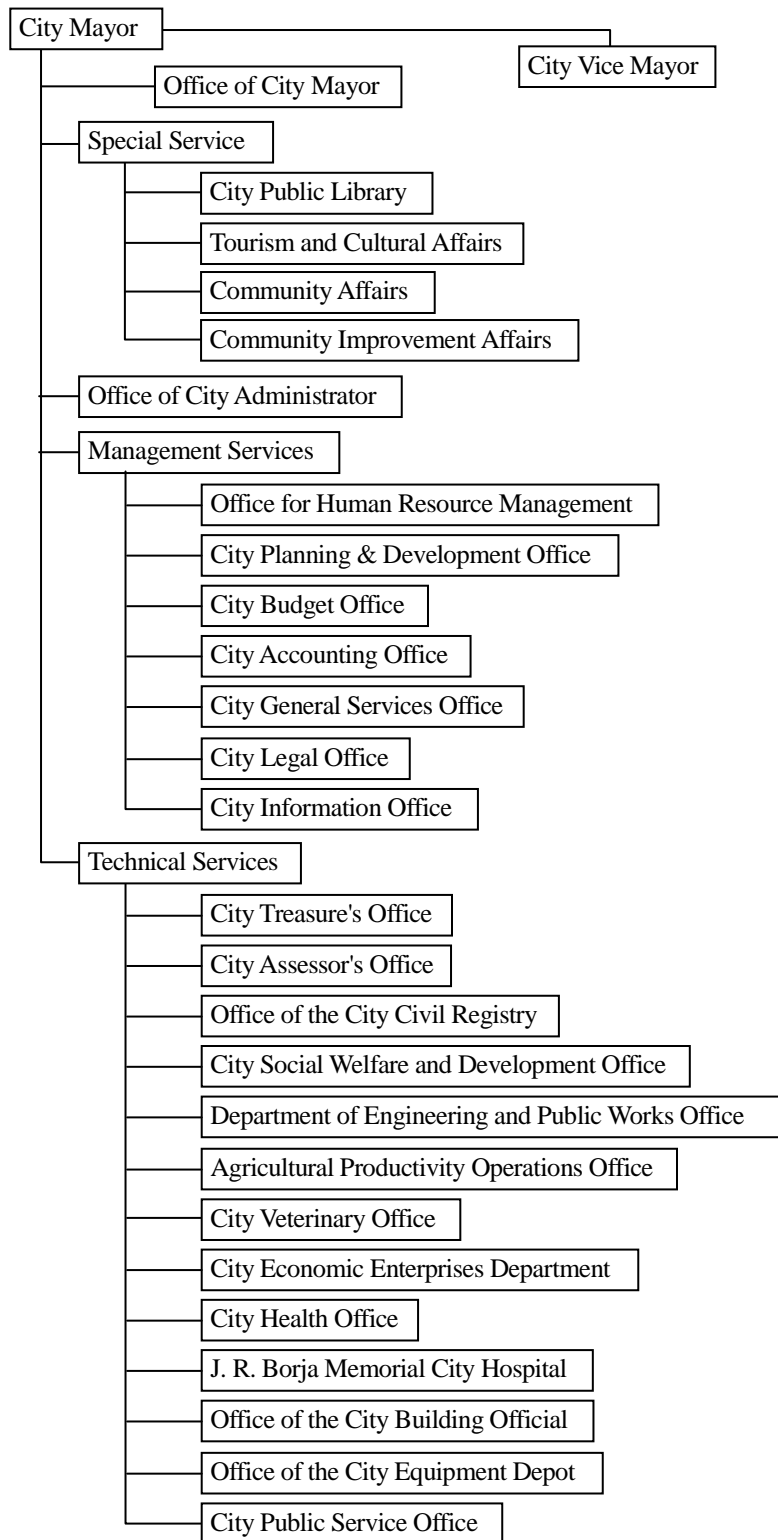 City Mayor
City Vice Mayor
Office of City Mayor
Special Service
City Public Library
Tourism and Cultural Affairs
Community Affairs
Community Improvement Affairs
Office of City Administrator
Management Services
Office for Human Resource Management
City Planning & Development Office
City Budget Office
City Accounting Office
City General Services Office
City Legal Office
City Information Office
Technical Services
City Treasure's Office
City Assessor's Office
Office of the City Civil Registry
City Social Welfare and Development Office
Department of Engineering and Public Works Office
Agricultural Productivity Operations Office
City Veterinary Office
City Economic Enterprises Department
City Health Office
J. R. Borja Memorial City Hospital
Office of the City Building Official
Office of the City Equipment Depot
City Public Service Office